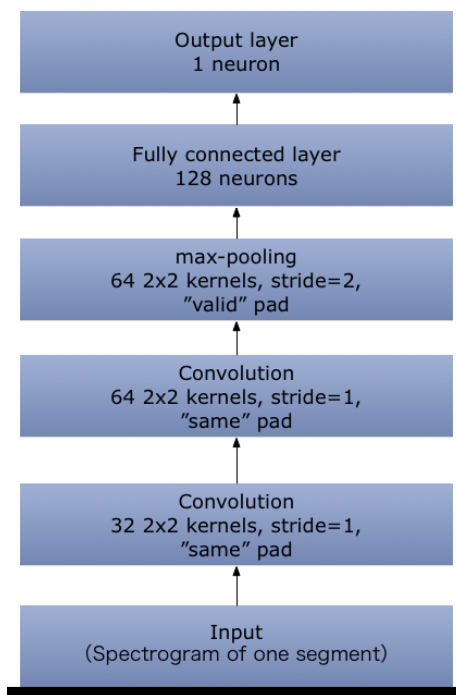 Output layer
1 neuron
Fully connected layer
128 neurons
max-pooling
64 2x2 kernels, stride=2,
”valid” pad
Convolution
64 2x2 kernels, stride=1,
”same” pad
Convolution
32 2x2 kernels, stride=1,
”same” pad
Input
(Spectrogram of one segment)